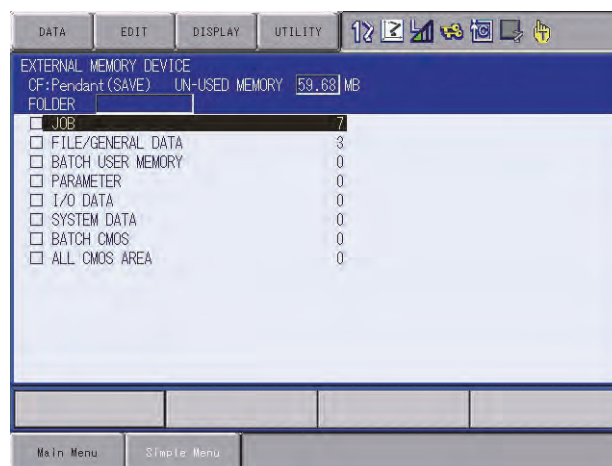 DATA EDIT DISPLAY UTILITY
EXTERNAL MEMORY DEVICE
CF:Pendant(SAVE) UN-USED MEMORY 59.68 MB
FOLDER
JOB 7
FILE/GENERAL DATA 3
BATCH USER MEMORY 0
PARAMETER 0
I/O DATA 0
SYSTEM DATA 0
BATCH CMOS 0
ALL CMOS AREA 0
Main Menu Simple Menu